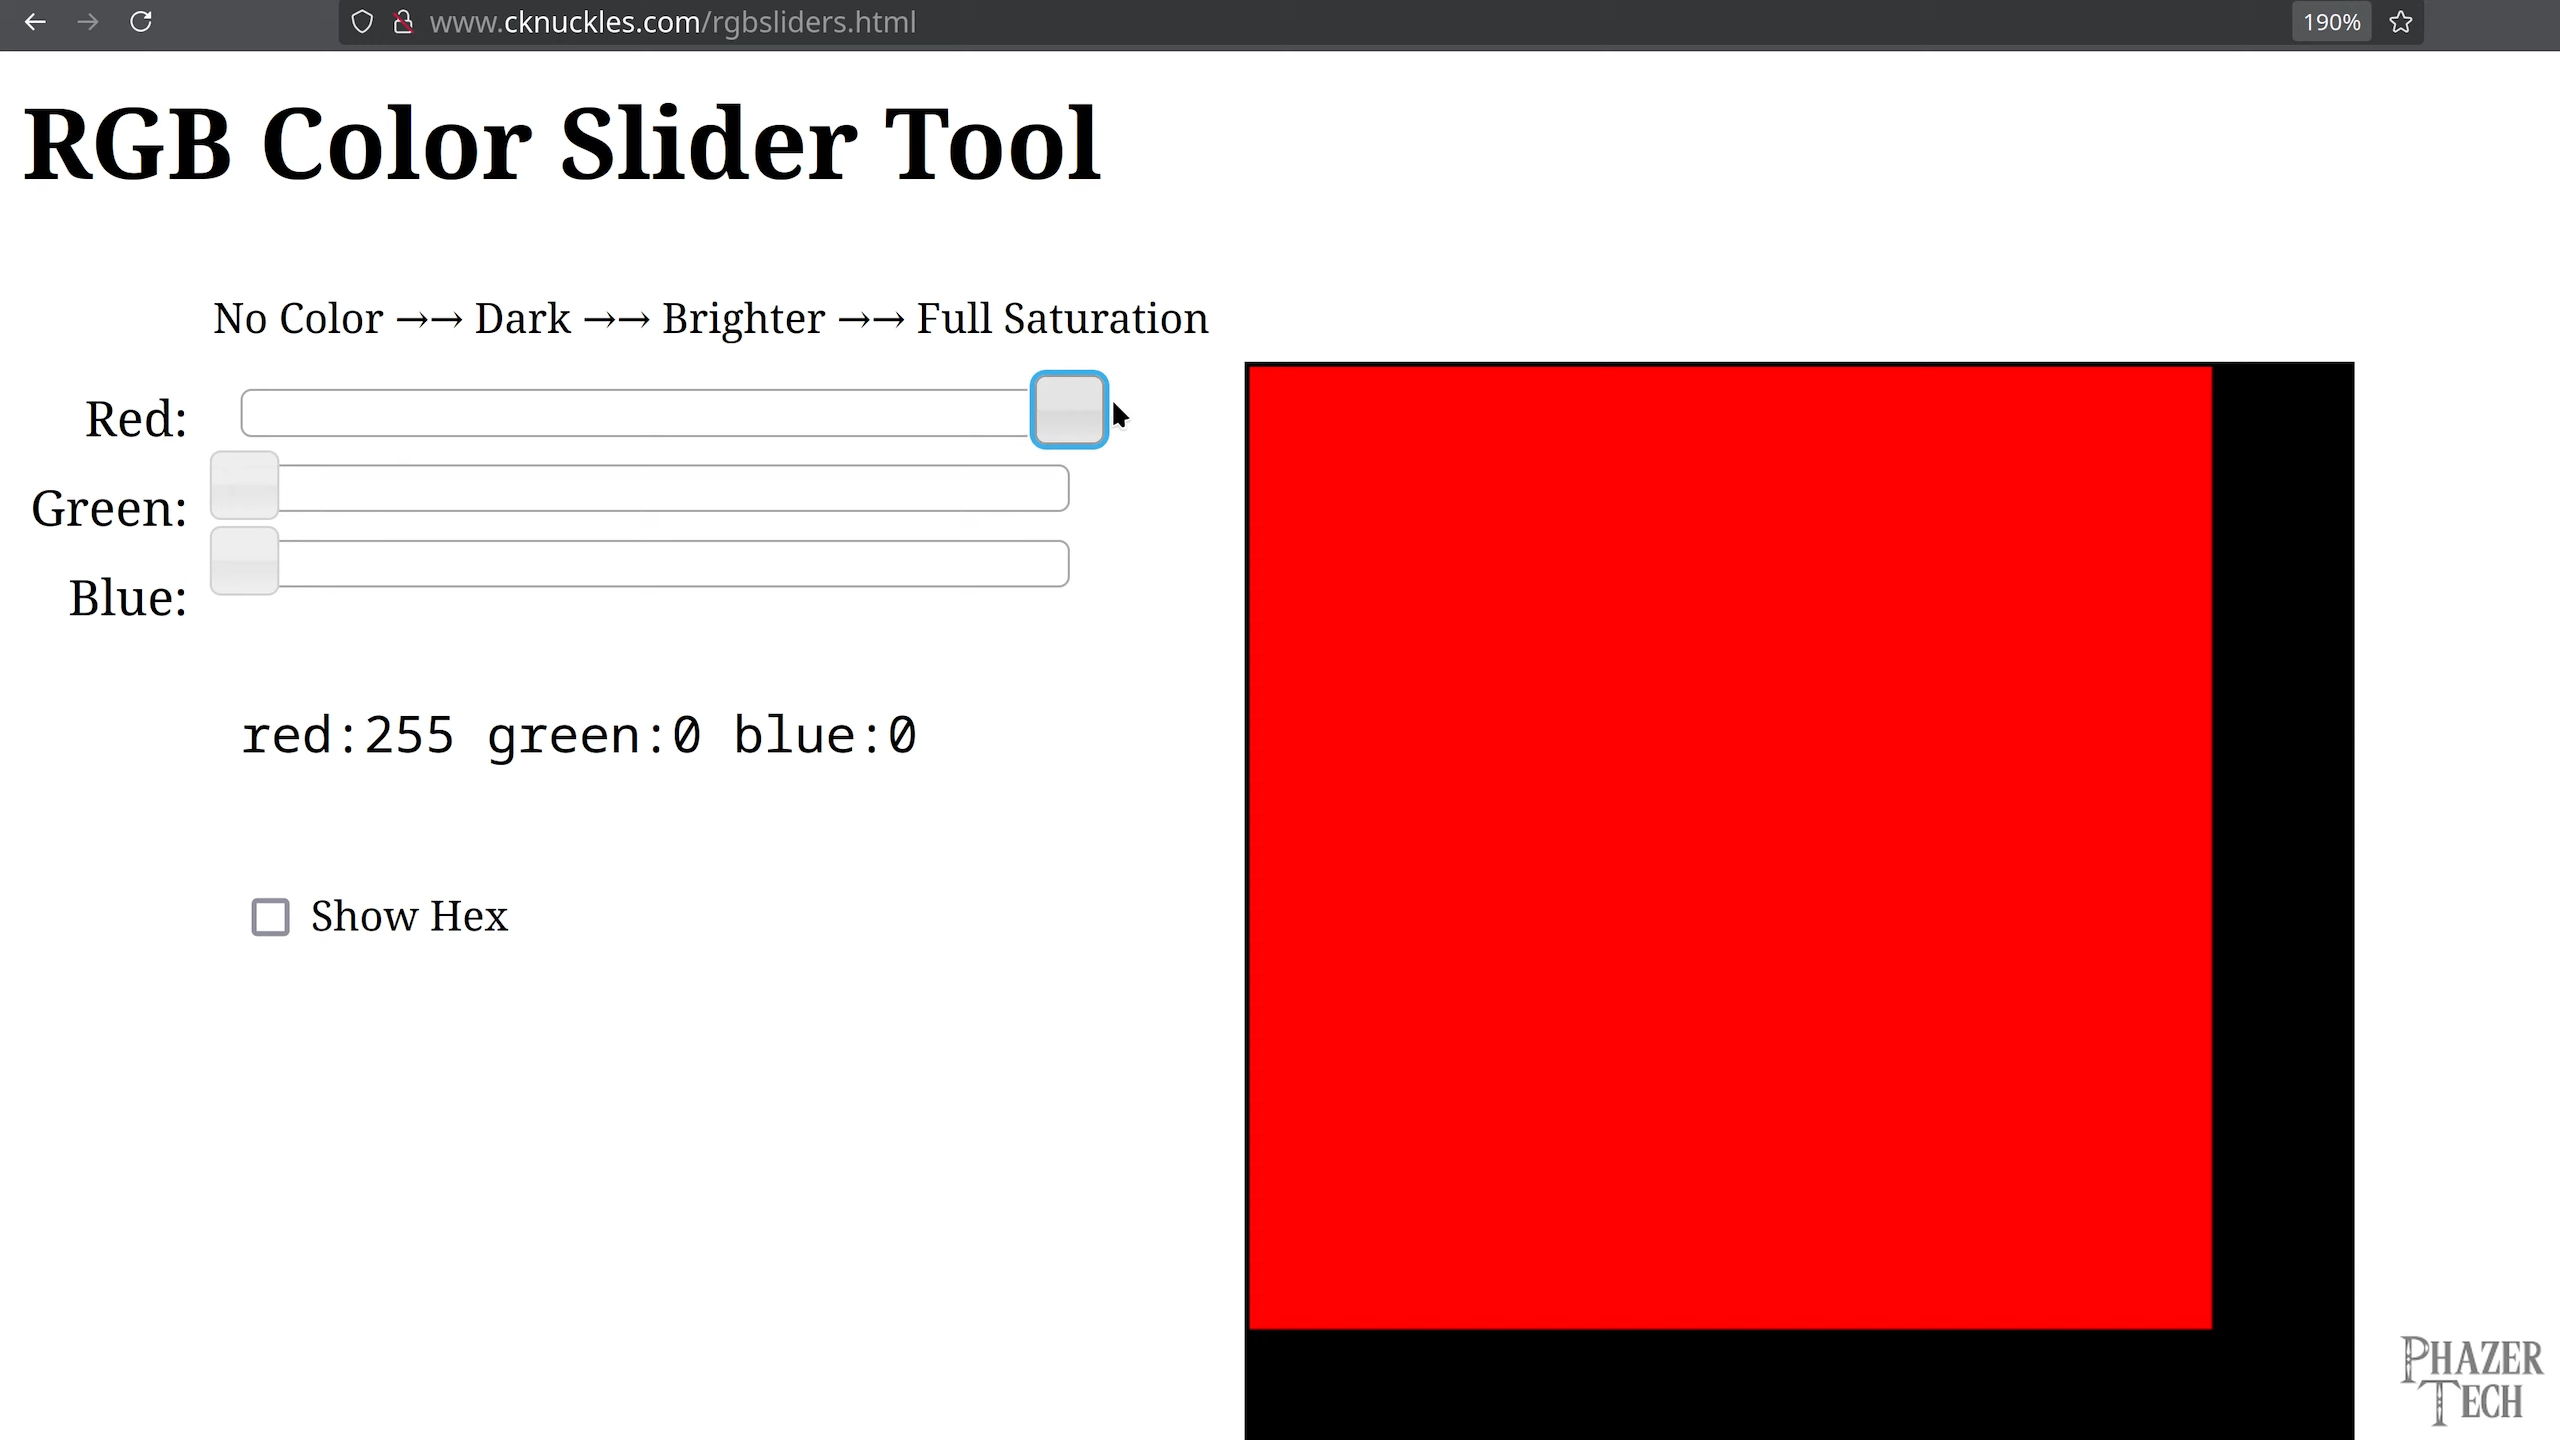 www.cknuckles.com/rgbsliders.html
190%
RGB Color Slider Tool
No Color →→ Dark →→ Brighter →→ Full Saturation
Red:
Green:
Blue:
red:255 green:0 blue:0
Show Hex
PHAZER
TECH